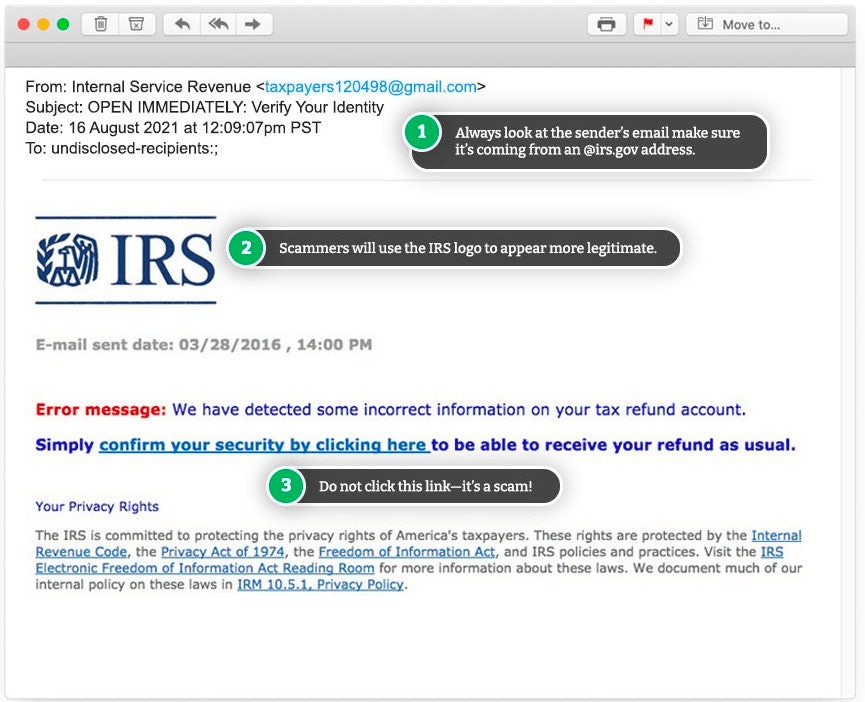 Move to...
From: Internal Service Revenue <taxpayers120498@gmail.com>
Subject: OPEN IMMEDIATELY: Verify Your Identity
Date: 16 August 2021 at 12:09:07pm PST
To: undisclosed-recipients:;
1
Always look at the sender's email make sure
it's coming from an @irs.gov address.
IRS
2
Scammers will use the IRS logo to appear more legitimate.
E-mail sent date: 03/28/2016 , 14:00 PM
Error message: We have detected some incorrect information on your tax refund account.
Simply confirm your security by clicking here to be able to receive your refund as usual.
3
Do not click this link—it's a scam!
Your Privacy Rights
The IRS is committed to protecting the privacy rights of America's taxpayers. These rights are protected by the Internal
Revenue Code, the Privacy Act of 1974, the Freedom of Information Act, and IRS policies and practices. Visit the IRS
Electronic Freedom of Information Act Reading Room for more information about these laws. We document much of our
internal policy on these laws in IRM 10.5.1, Privacy Policy.